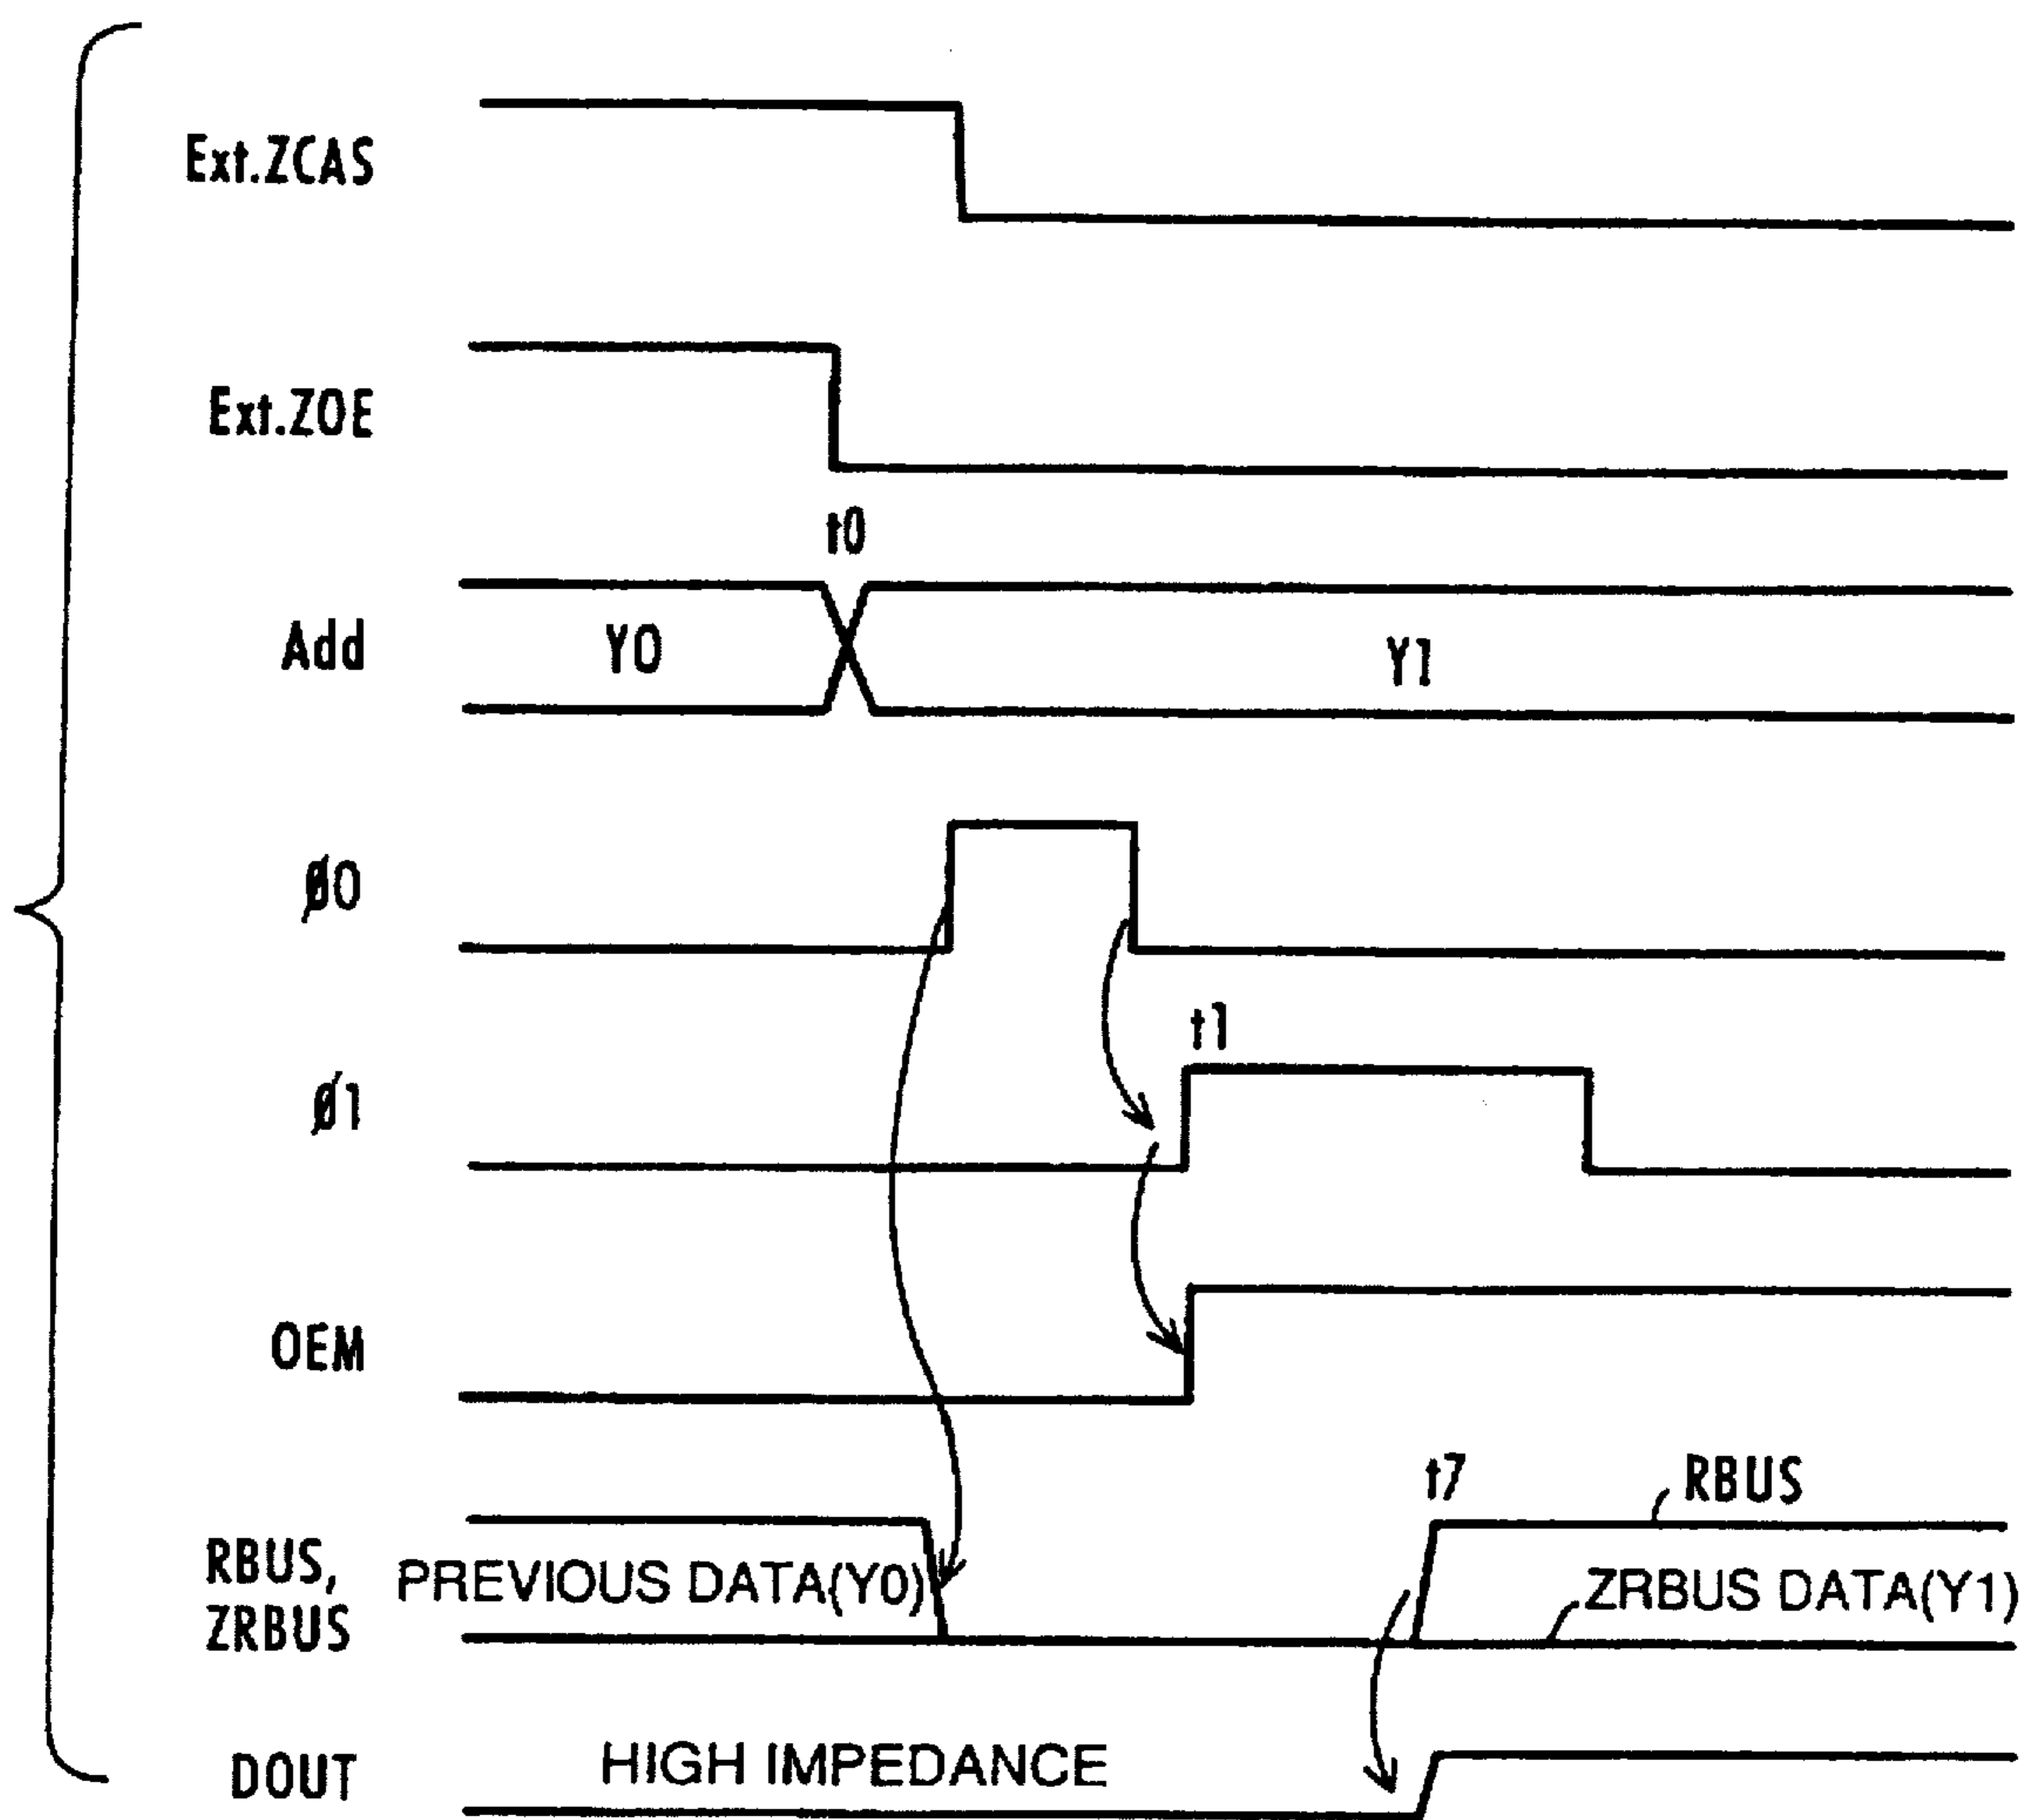 Ext.ZCAS
Ext.ZOE
t0
Add
Y0
Y1
ø0
t1
ø1
OEM
t7
RBUS
RBUS,
ZRBUS
PREVIOUS DATA(Y0)
ZRBUS DATA(Y1)
DOUT
HIGH IMPEDANCE